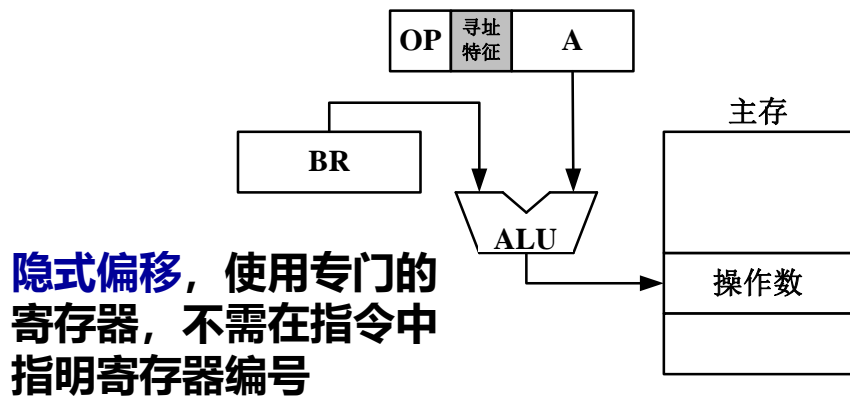 OP 寻址 A
特征
主存
BR
ALU
操作数
隐式偏移，使用专门的
寄存器，不需在指令中
指明寄存器编号